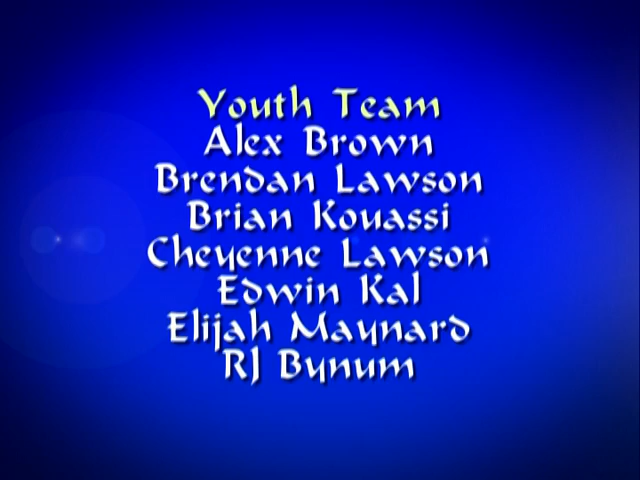 Youth Team
Alex Brown
Brendan Lawson
Brian Kouassi
Cheyenne Lawson
Edwin Kal
Elijah Maynard
RJ Bynum